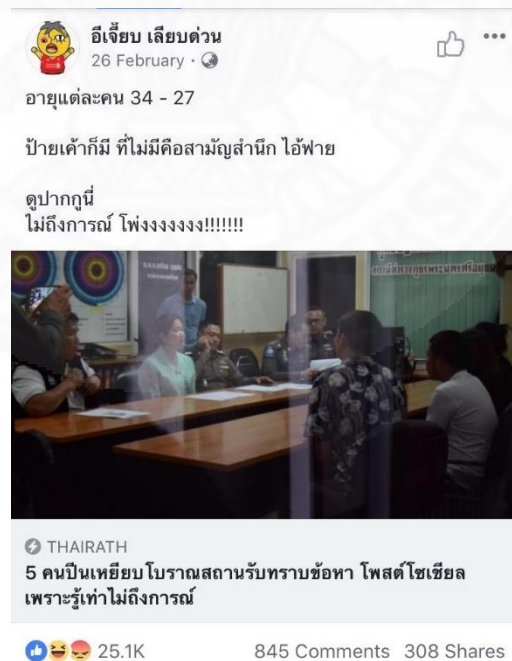 อีเจี๊ยบ เลียบด่วน
26 February
อายุแต่ละคน 34 - 27
ป้ายเค้าก็มี ที่ไม่มีคือสามัญสำนึก ไอ้ฟาย
ดูปากกูนี่
ไม่ถึงการณ์ โพ่งงงงงงง!!!!!!!
THAIRATH
5 คนปีนเหยียบโบราณสถานรับทราบข้อหา โพสต์โซเชียล
เพราะรู้เท่าไม่ถึงการณ์
25.1K
845 Comments 308 Shares